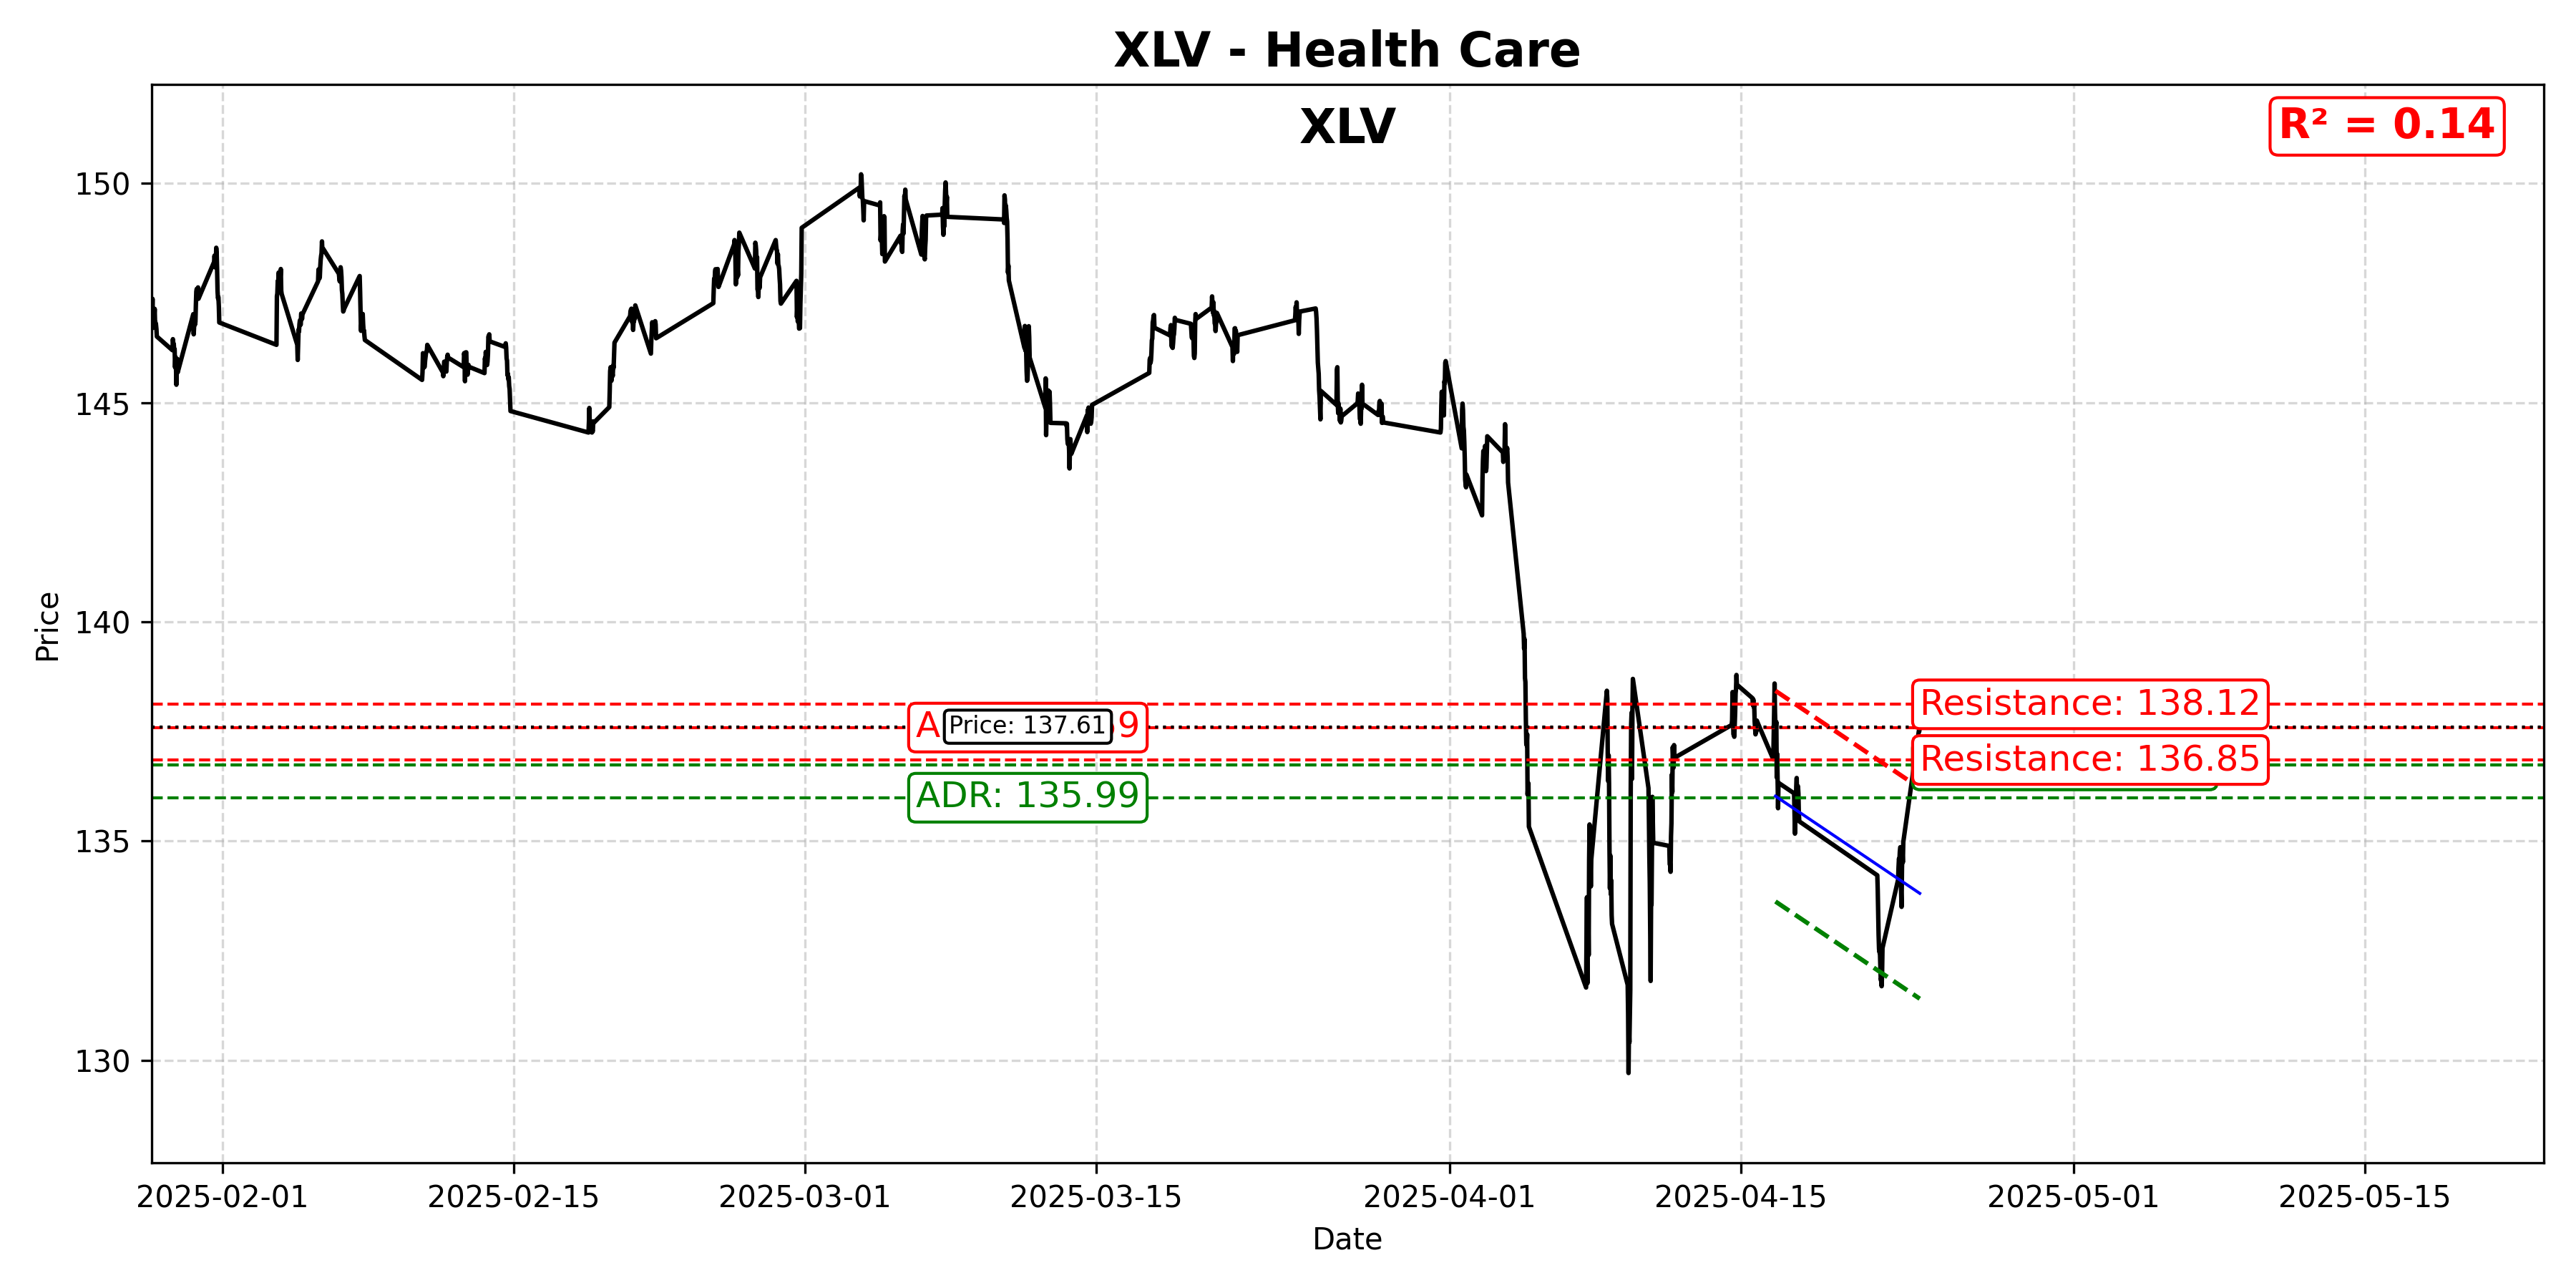 XLV - Health Care
XLV
R² = 0.14
150
145
140
135
130
Price
Resistance: 138.12
Price: 137.61
Resistance: 136.85
ADR: 135.99
2025-02-01
2025-02-15
2025-03-01
2025-03-15
2025-04-01
2025-04-15
2025-05-01
2025-05-15
Date